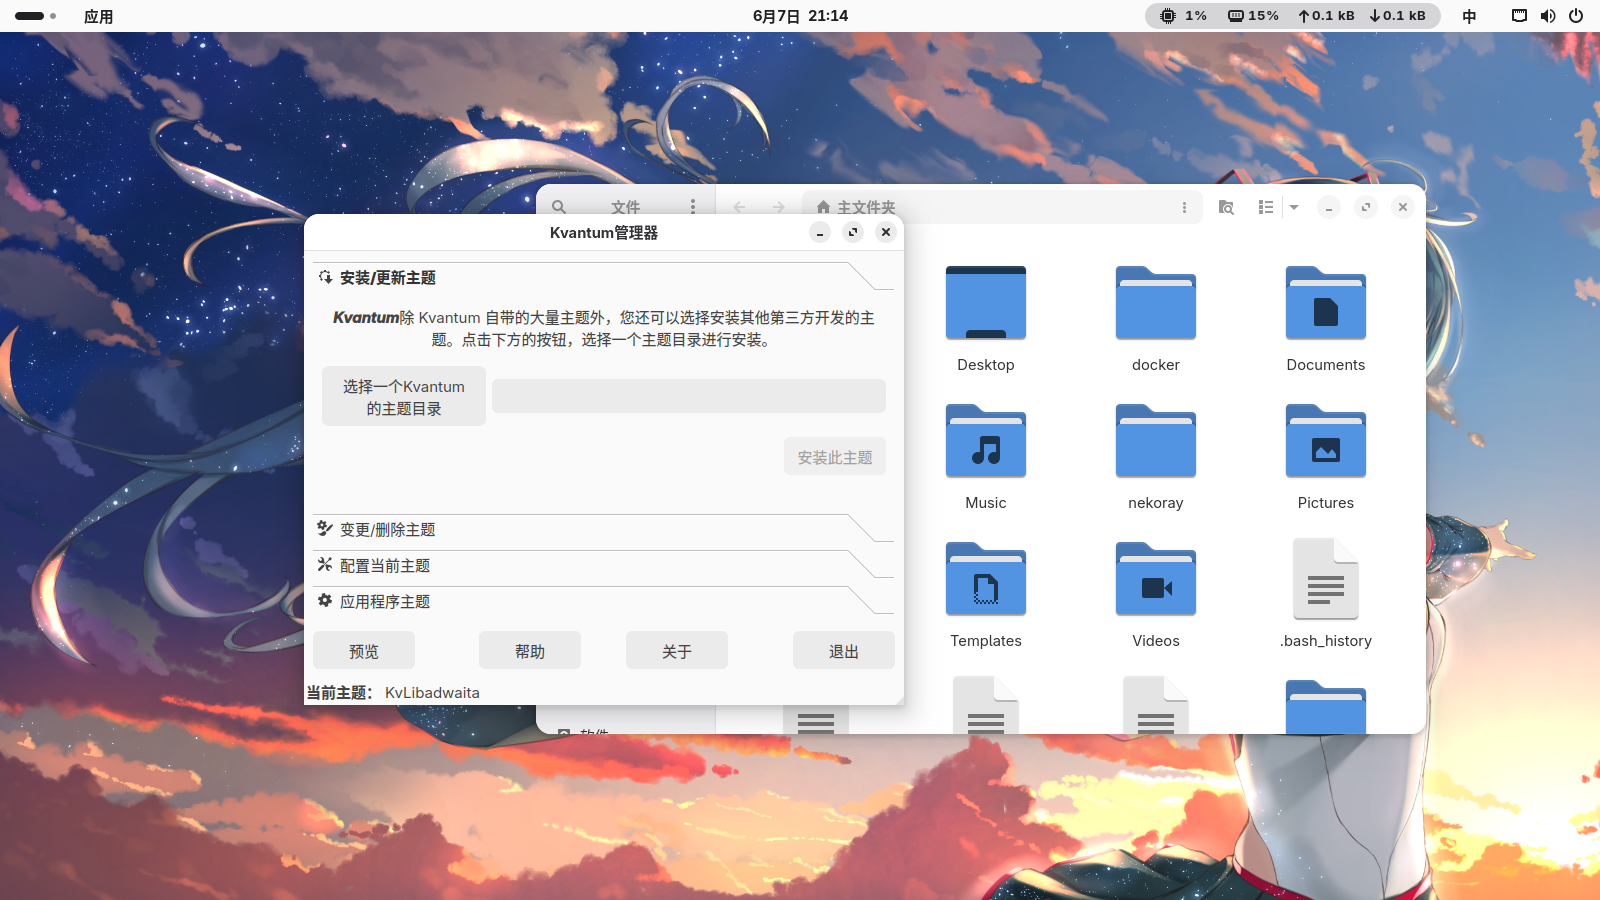 应用
6月7日 21:14
1%
15%
0.1 kB
0.1 kB
中
文件
主文件夹
Kvantum管理器
安装/更新主题
Kvantum除 Kvantum 自带的大量主题外，您还可以选择安装其他第三方开发的主
题。点击下方的按钮，选择一个主题目录进行安装。
选择一个Kvantum
的主题目录
安装此主题
变更/删除主题
配置当前主题
应用程序主题
预览
帮助
关于
退出
当前主题： KvLibadwaita
Desktop
docker
Documents
Music
nekoray
Pictures
Templates
Videos
.bash_history
软件